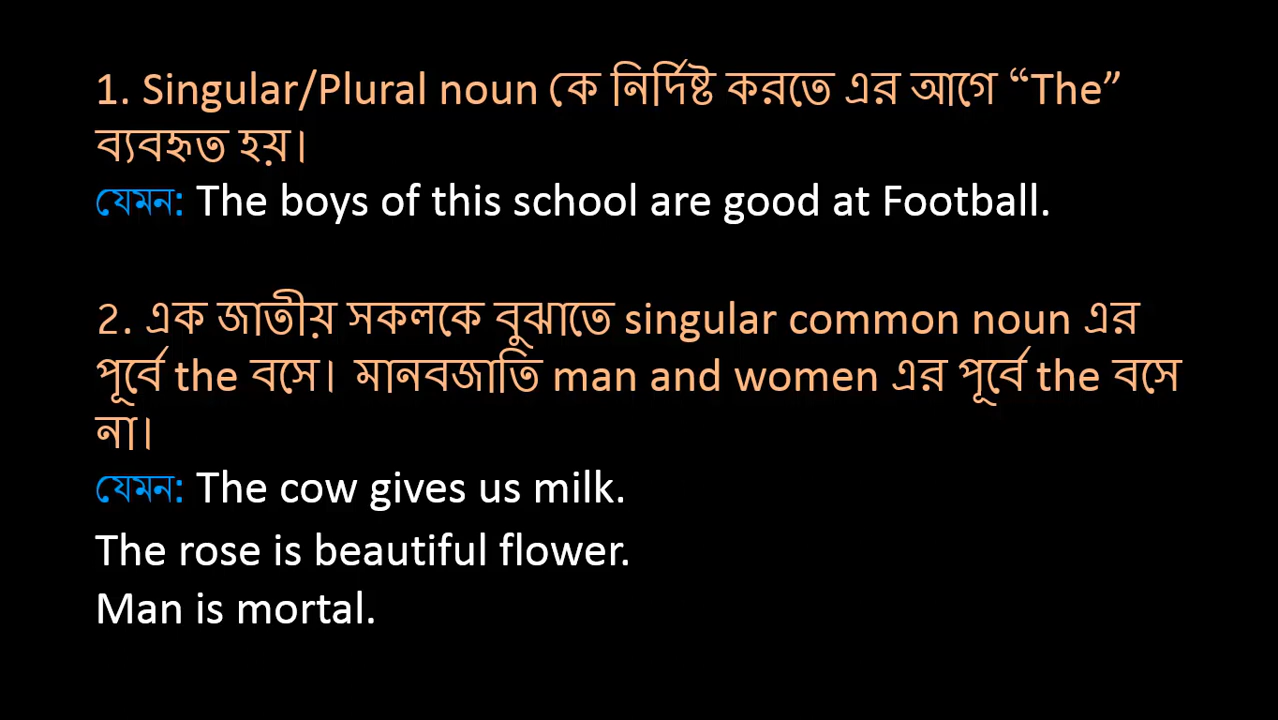 1. Singular/Plural noun কে নির্দিষ্ট করতে এর আগে “The”
ব্যবহৃত হয়।
যেমন: The boys of this school are good at Football.
2. এক জাতীয় সকলকে বুঝাতে singular common noun এর
পূর্বে the বসে। মানবজাতি man and women এর পূর্বে the বসে
না।
যেমন: The cow gives us milk.
The rose is beautiful flower.
Man is mortal.